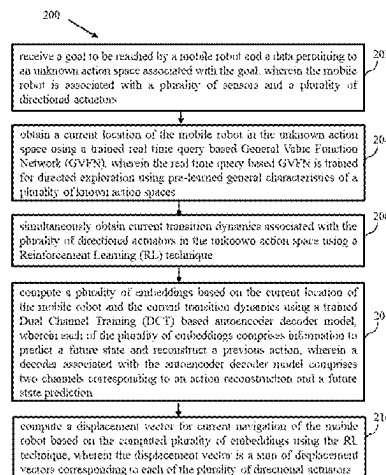 200
receive a goal to be reached by a mobile robot and a data pertaining to
an unknown action space associated with the goal, wherein the mobile
robot is associated with a plurality of sensors and a plurality of
directional actuators
20
obtain a current location of the mobile robot in the unknown action
space using a trained real time query based General Value Function
Network (GVFN), wherein the real time query based GVFN is trained
for directed exploration using pre-learned general characteristics of a
plurality of known action spaces
20
simultaneously obtain current transition dynamics associated with the
plurality of directional actuators in the unknown action space using a
Reinforcement Learning (RL) technique
20
compute a plurality of embeddings based on the current location of
the mobile robot and the current transition dynamics using a trained
Dual Channel Training (DCT) based autoencoder decoder model,
wherein each of the plurality of embeddings comprises information to
predict a future state and reconstruct a previous action, wherein a
decoder associated with the autoencoder decoder model comprises
two channels corresponding to an action reconstruction and a future
state prediction
21
compute a displacement vector for current navigation of the mobile
robot based on the computed plurality of embeddings using the RL
technique, wherein the displacement vector is a sum of displacement
vectors corresponding to each of the plurality of directional actuators